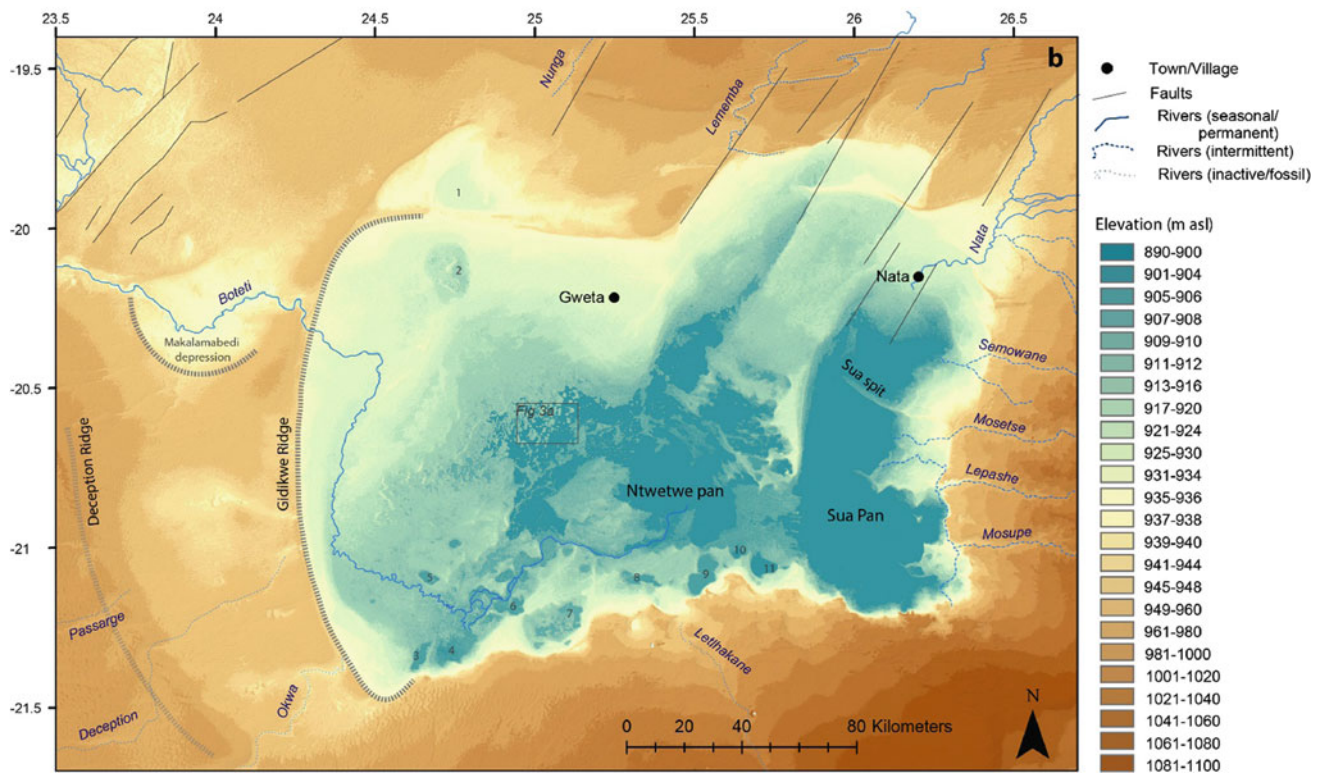 23.5 24 24.5 25 25.5 26 26.5
b
-19.5
-20
-20.5
-21
-21.5
Nunga
Lememba
1
2
Gweta
Nata
Nata
Boteti
Makalamabedi
depression
Semowane
Sua spit
Fig 3a
Mosetse
Deception Ridge
Gidikwe Ridge
Ntwetwe pan
Lepashe
Sua Pan
Mosupe
10
5
8
9
11
6
7
Passarge
3
4
Letlhakane
Okwa
Deception
0 20 40 80 Kilometers
N
Town/Village
Faults
Rivers (seasonal/
permanent)
Rivers (intermittent)
Rivers (inactive/fossil)
Elevation (m asl)
890-900
901-904
905-906
907-908
909-910
911-912
913-916
917-920
921-924
925-930
931-934
935-936
937-938
939-940
941-944
945-948
949-960
961-980
981-1000
1001-1020
1021-1040
1041-1060
1061-1080
1081-1100